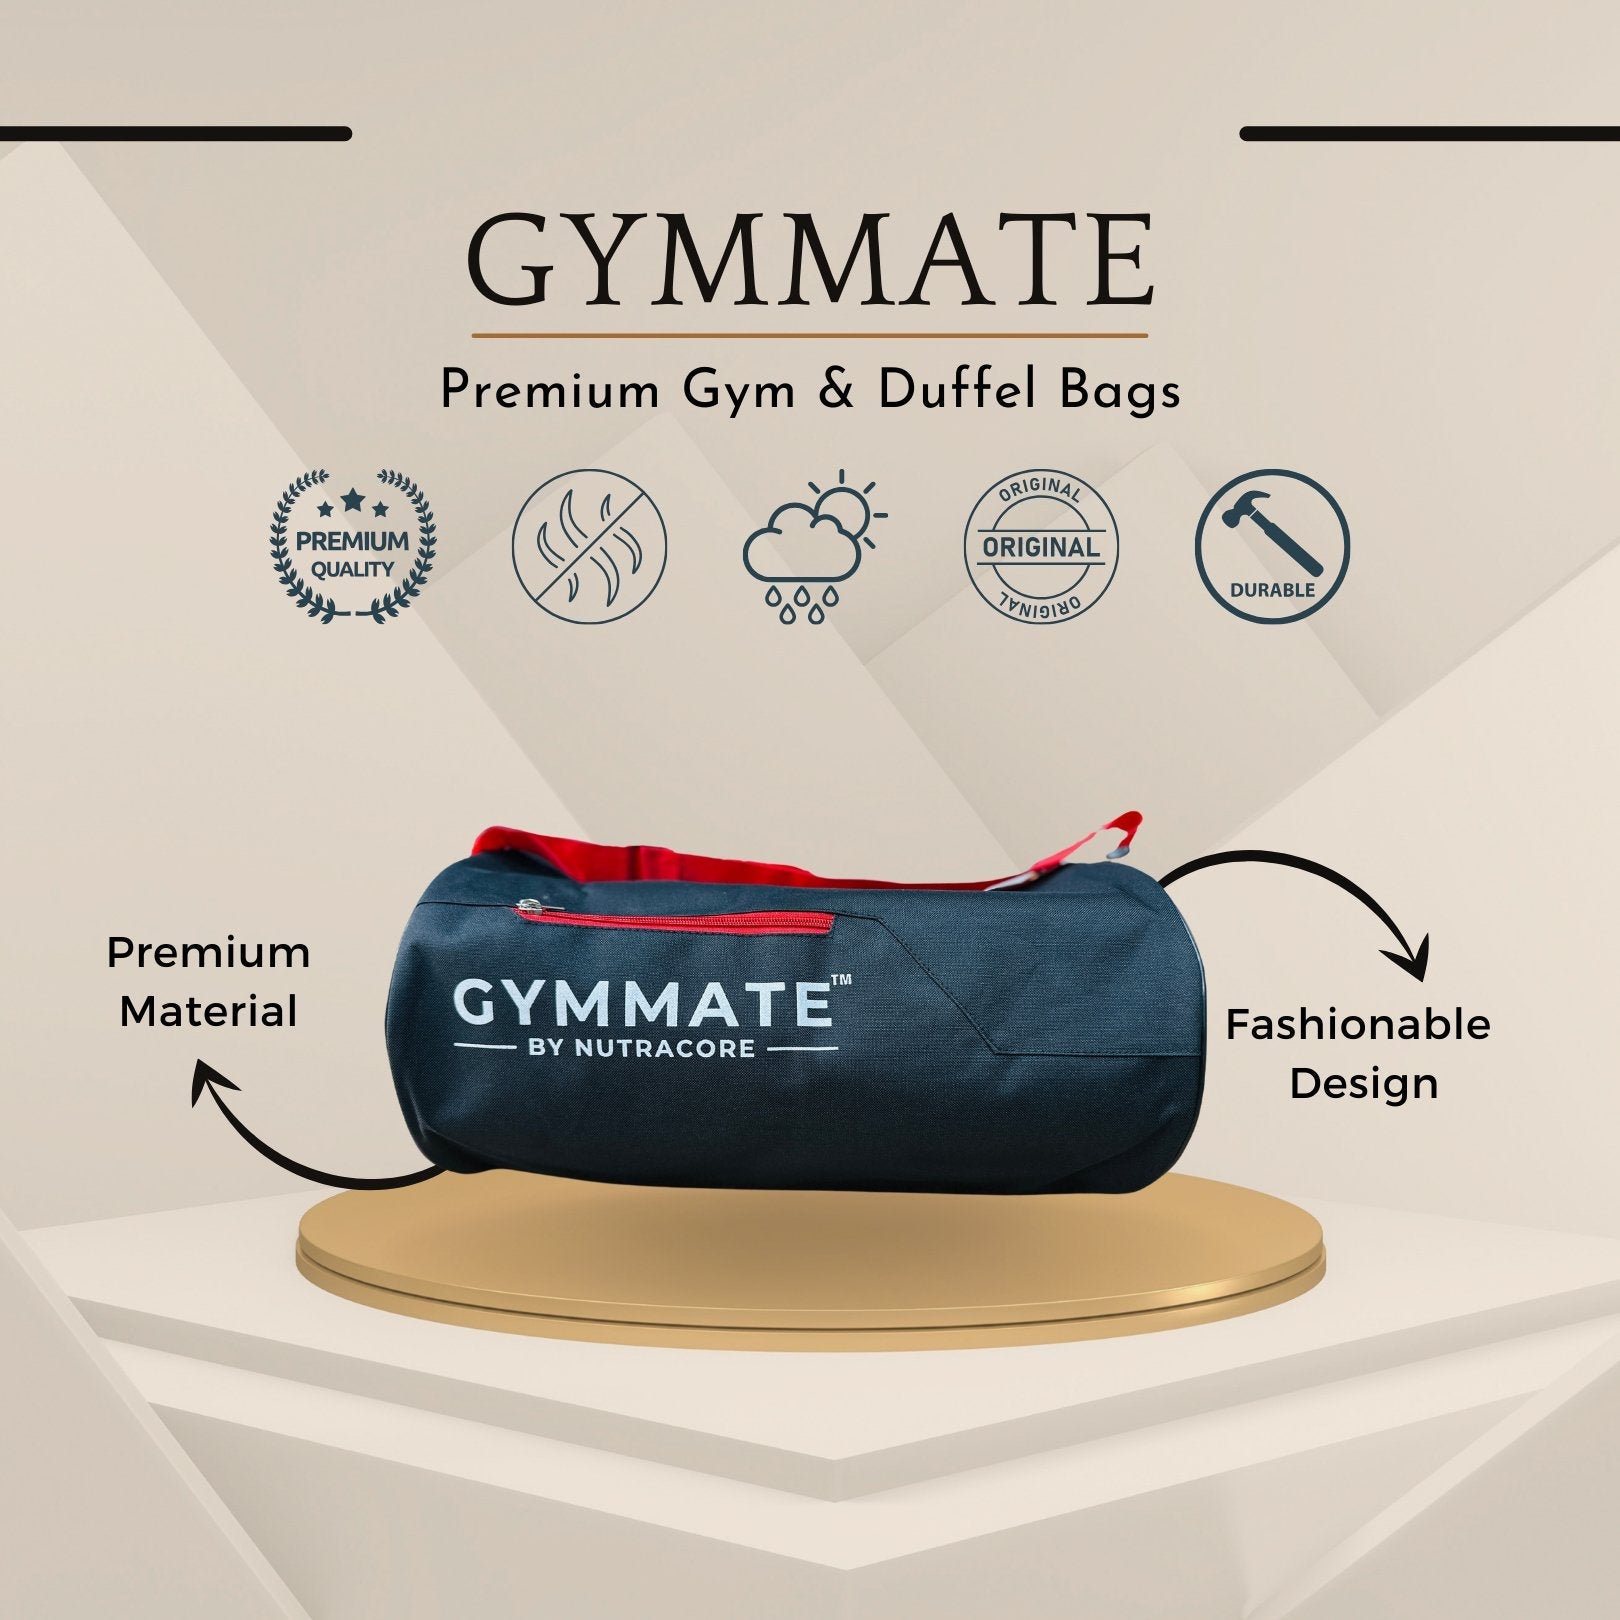 GYMMATE
Premium Gym & Duffel Bags
PREMIUM
QUALITY
ORIGINAL
ORIGINAL
ORIGINAL
DURABLE
Premium
Material
GYMMATE™
BY NUTRACORE
Fashionable
Design